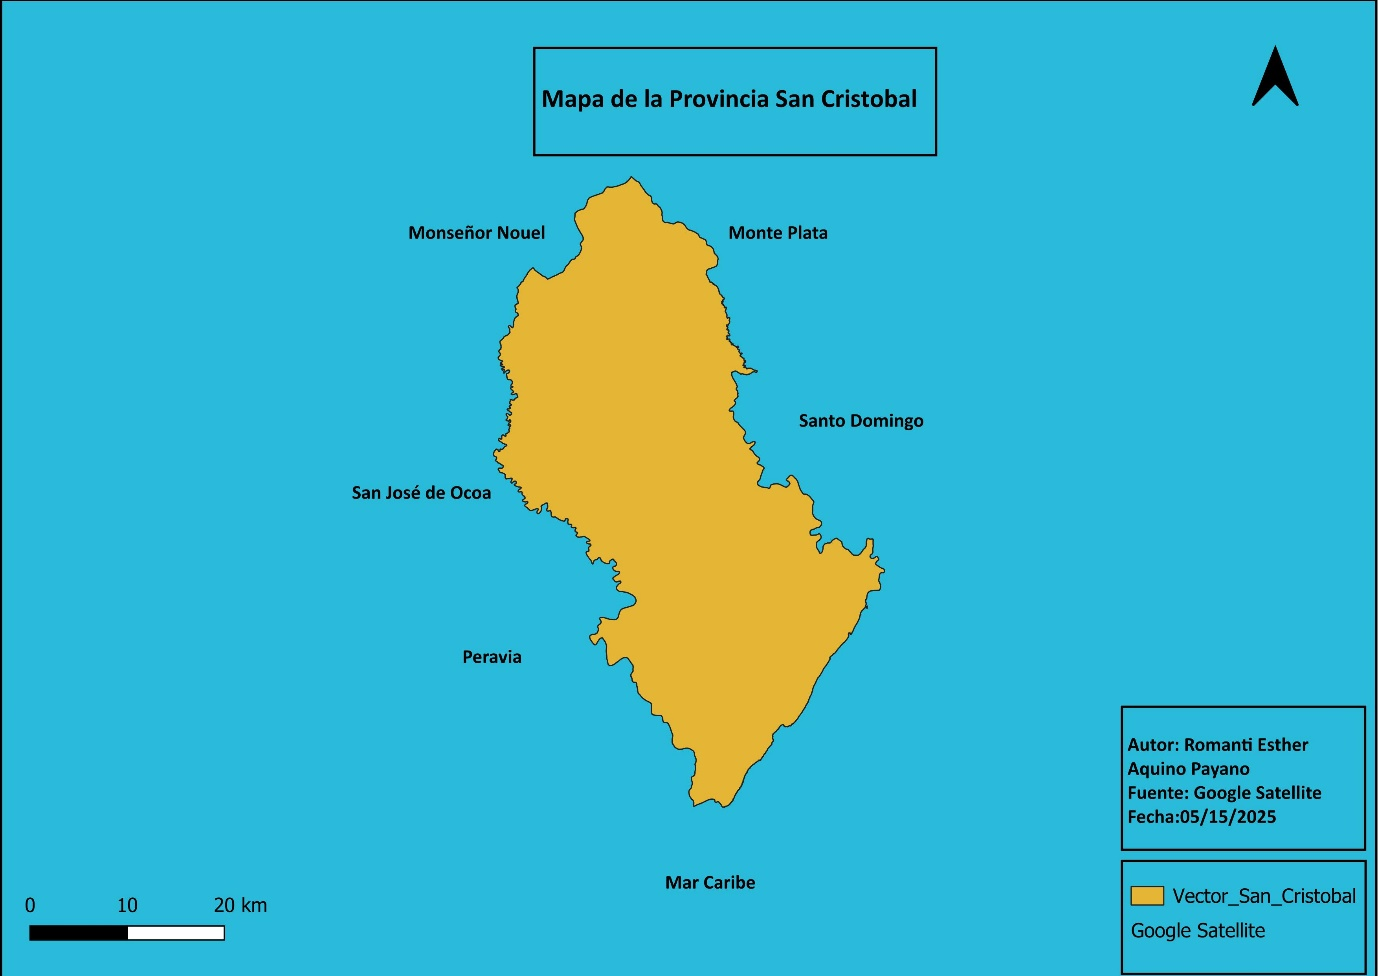 Mapa de la Provincia San Cristobal
Monseñor Nouel
Monte Plata
Santo Domingo
San José de Ocoa
Peravia
Mar Caribe
0 10 20 km
Autor: Romanti Esther
Aquino Payano
Fuente: Google Satellite
Fecha:05/15/2025
Vector_San_Cristobal
Google Satellite